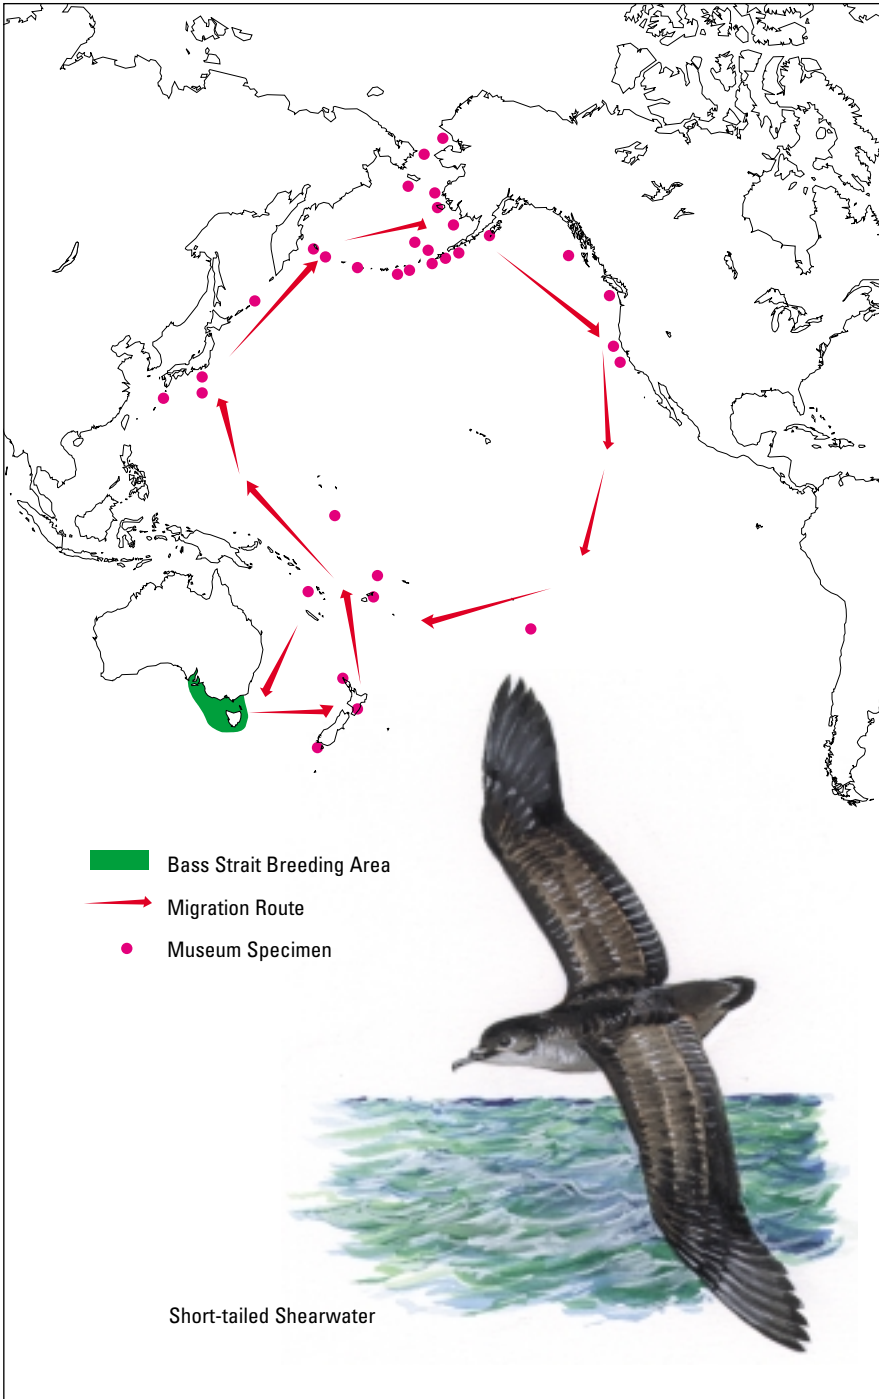 Bass Strait Breeding Area
Migration Route
Museum Specimen
Short-tailed Shearwater